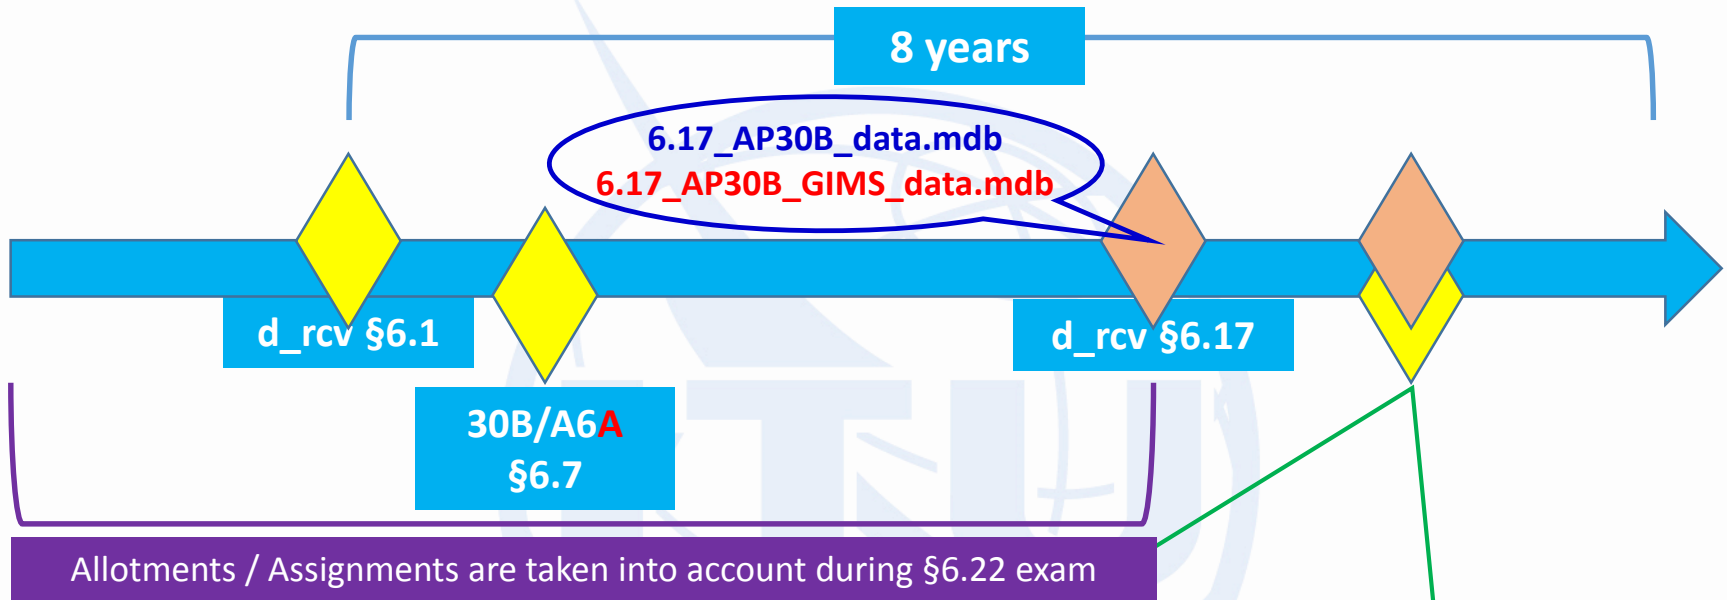 8 years
6.17_AP30B_data.mdb
6.17_AP30B_GIMS_data.mdb
d_rcv §6.1
d_rcv §6.17
30B/A6A
§6.7
Allotments / Assignments are taken into account during §6.22 exam
ITU